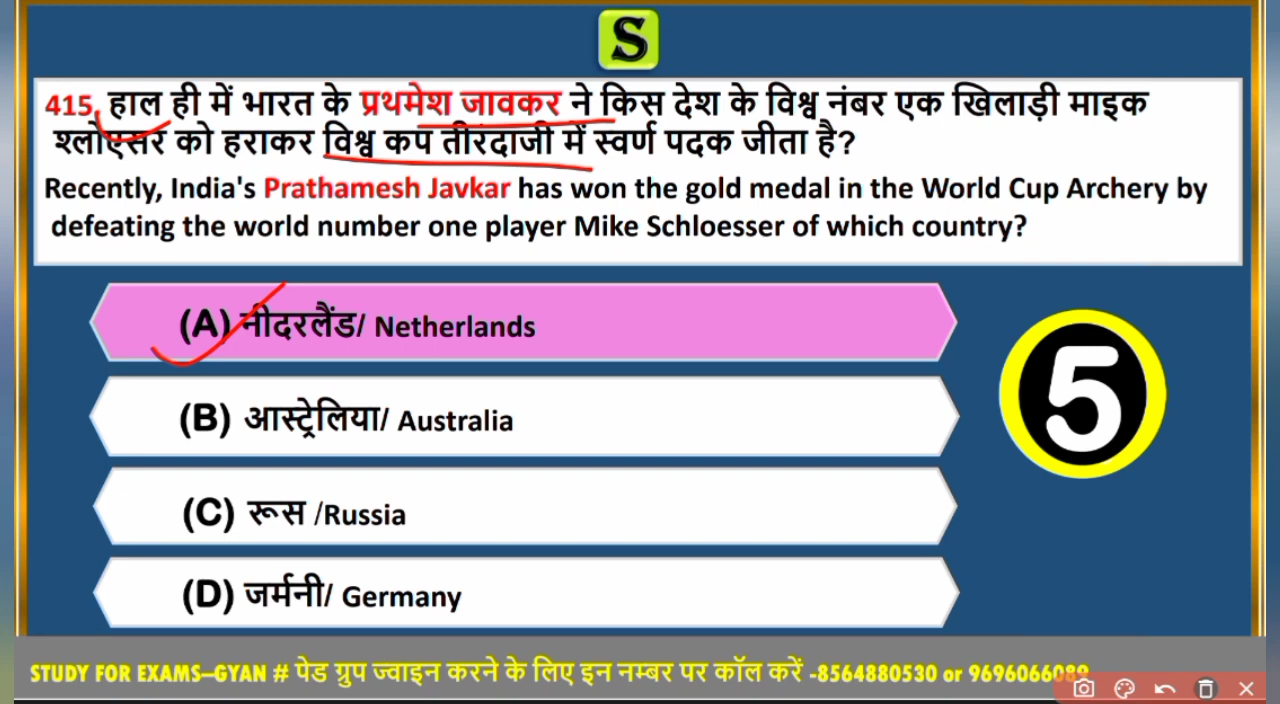 S
415. हाल ही में भारत के प्रथमेश जावकर ने किस देश के विश्व नंबर एक खिलाड़ी माइक
श्लोएसर को हराकर विश्व कप तीरंदाजी में स्वर्ण पदक जीता है?
Recently, India's Prathamesh Javkar has won the gold medal in the World Cup Archery by
defeating the world number one player Mike Schloesser of which country?
(A) नीदरलैंड/ Netherlands
(B) आस्ट्रेलिया/ Australia
5
(C) रूस /Russia
(D) जर्मनी/ Germany
STUDY FOR EXAMS–GYAN # पेड ग्रुप ज्वाइन करने के लिए इन नम्बर पर कॉल करें -8564880530 or 9696066089